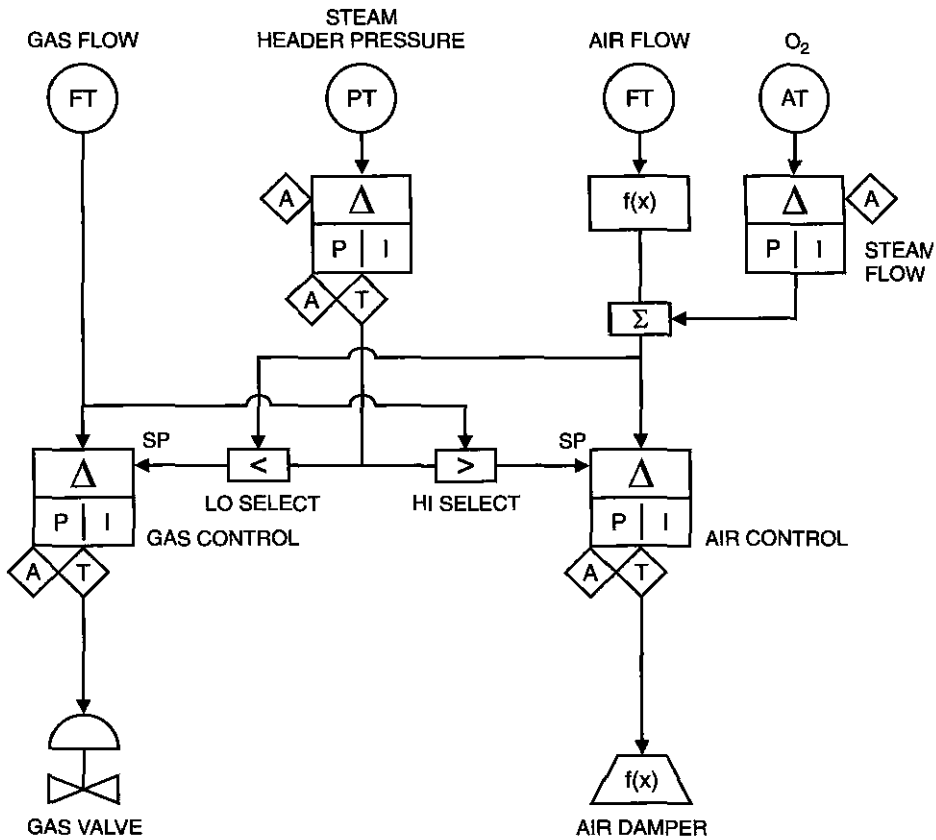 GAS FLOW
STEAM
HEADER PRESSURE
AIR FLOW
O₂
FT
PT
FT
AT
A
Δ
f(x)
Δ
A
P I
P I
STEAM
FLOW
A
T
Σ
SP
SP
Δ
<
>
Δ
LO SELECT
HI SELECT
P I
GAS CONTROL
P I
AIR CONTROL
A
T
A
T
f(x)
GAS VALVE
AIR DAMPER